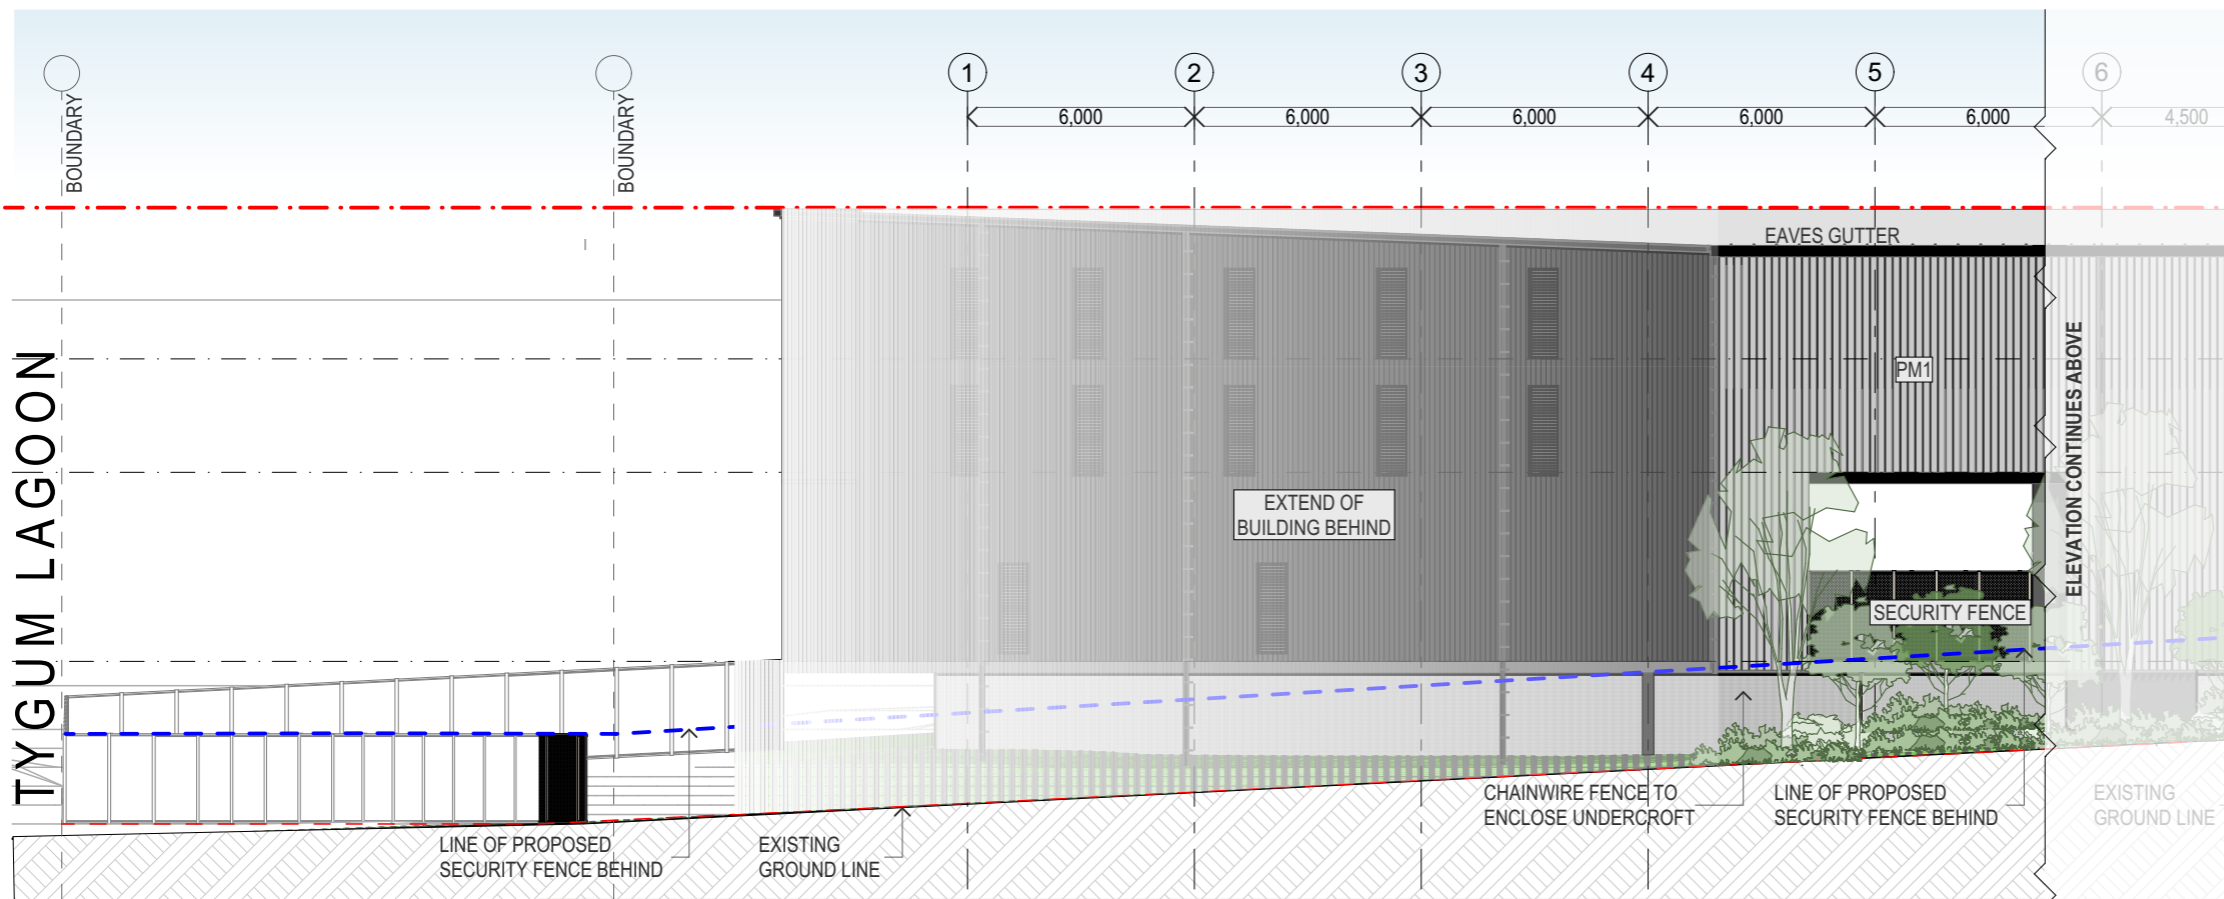 BOUNDARY
BOUNDARY
1
2
3
4
5
6
6,000
6,000
6,000
6,000
6,000
4,500
EAVES GUTTER
PM1
TYGUM LAGOON
ELEVATION CONTINUES ABOVE
EXTEND OF
BUILDING BEHIND
SECURITY FENCE
CHAINWIRE FENCE TO
ENCLOSE UNDERCROFT
LINE OF PROPOSED
SECURITY FENCE BEHIND
EXISTING
GROUND LINE
LINE OF PROPOSED
SECURITY FENCE BEHIND
EXISTING
GROUND LINE